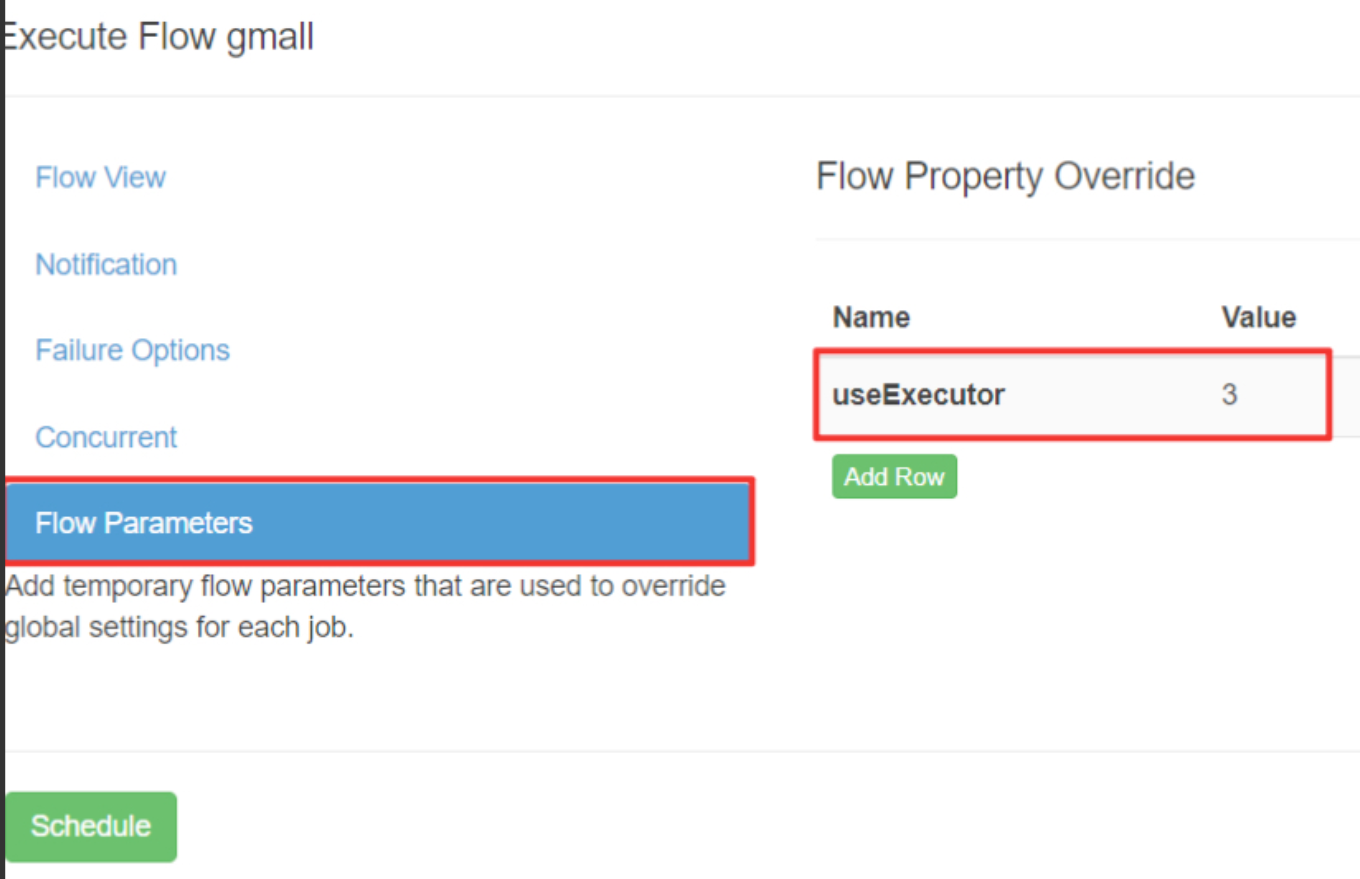 Execute Flow gmall
Flow View
Notification
Failure Options
Concurrent
Flow Parameters
Add temporary flow parameters that are used to override
global settings for each job.
Flow Property Override
Name Value
useExecutor 3
Add Row
Schedule